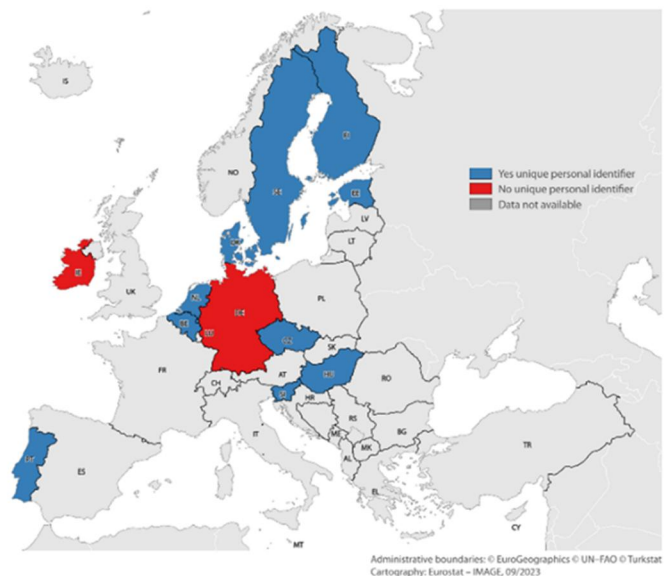 IS
FI
NO
SE
Yes unique personal identifier
No unique personal identifier
Data not available
EE
LV
LT
DK
IE
UK
NL
DE
PL
BE
LU
CZ
SK
FR
AT
HU
CH
SI
HR
RO
IT
RS
ME
BG
PT
ES
MK
AL
TR
EL
CY
MT
Administrative boundaries: © EuroGeographics © UN–FAO © Turkstat
Cartography: Eurostat – IMAGE, 09/2023